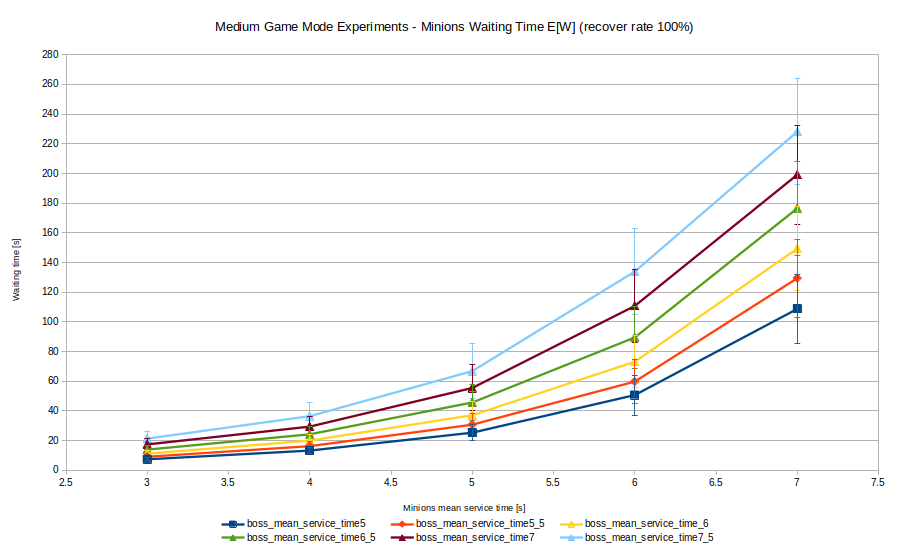 Medium Game Mode Experiments - Minions Waiting Time E[W] (recover rate 100%)
280
260
240
220
200
180
160
140
120
100
80
60
40
20
0
Waiting time [s]
2.5 3 3.5 4 4.5 5 5.5 6 6.5 7 7.5
Minions mean service time [s]
boss_mean_service_time5 boss_mean_service_time5_5 boss_mean_service_time_6
boss_mean_service_time6_5 boss_mean_service_time7 boss_mean_service_time7_5